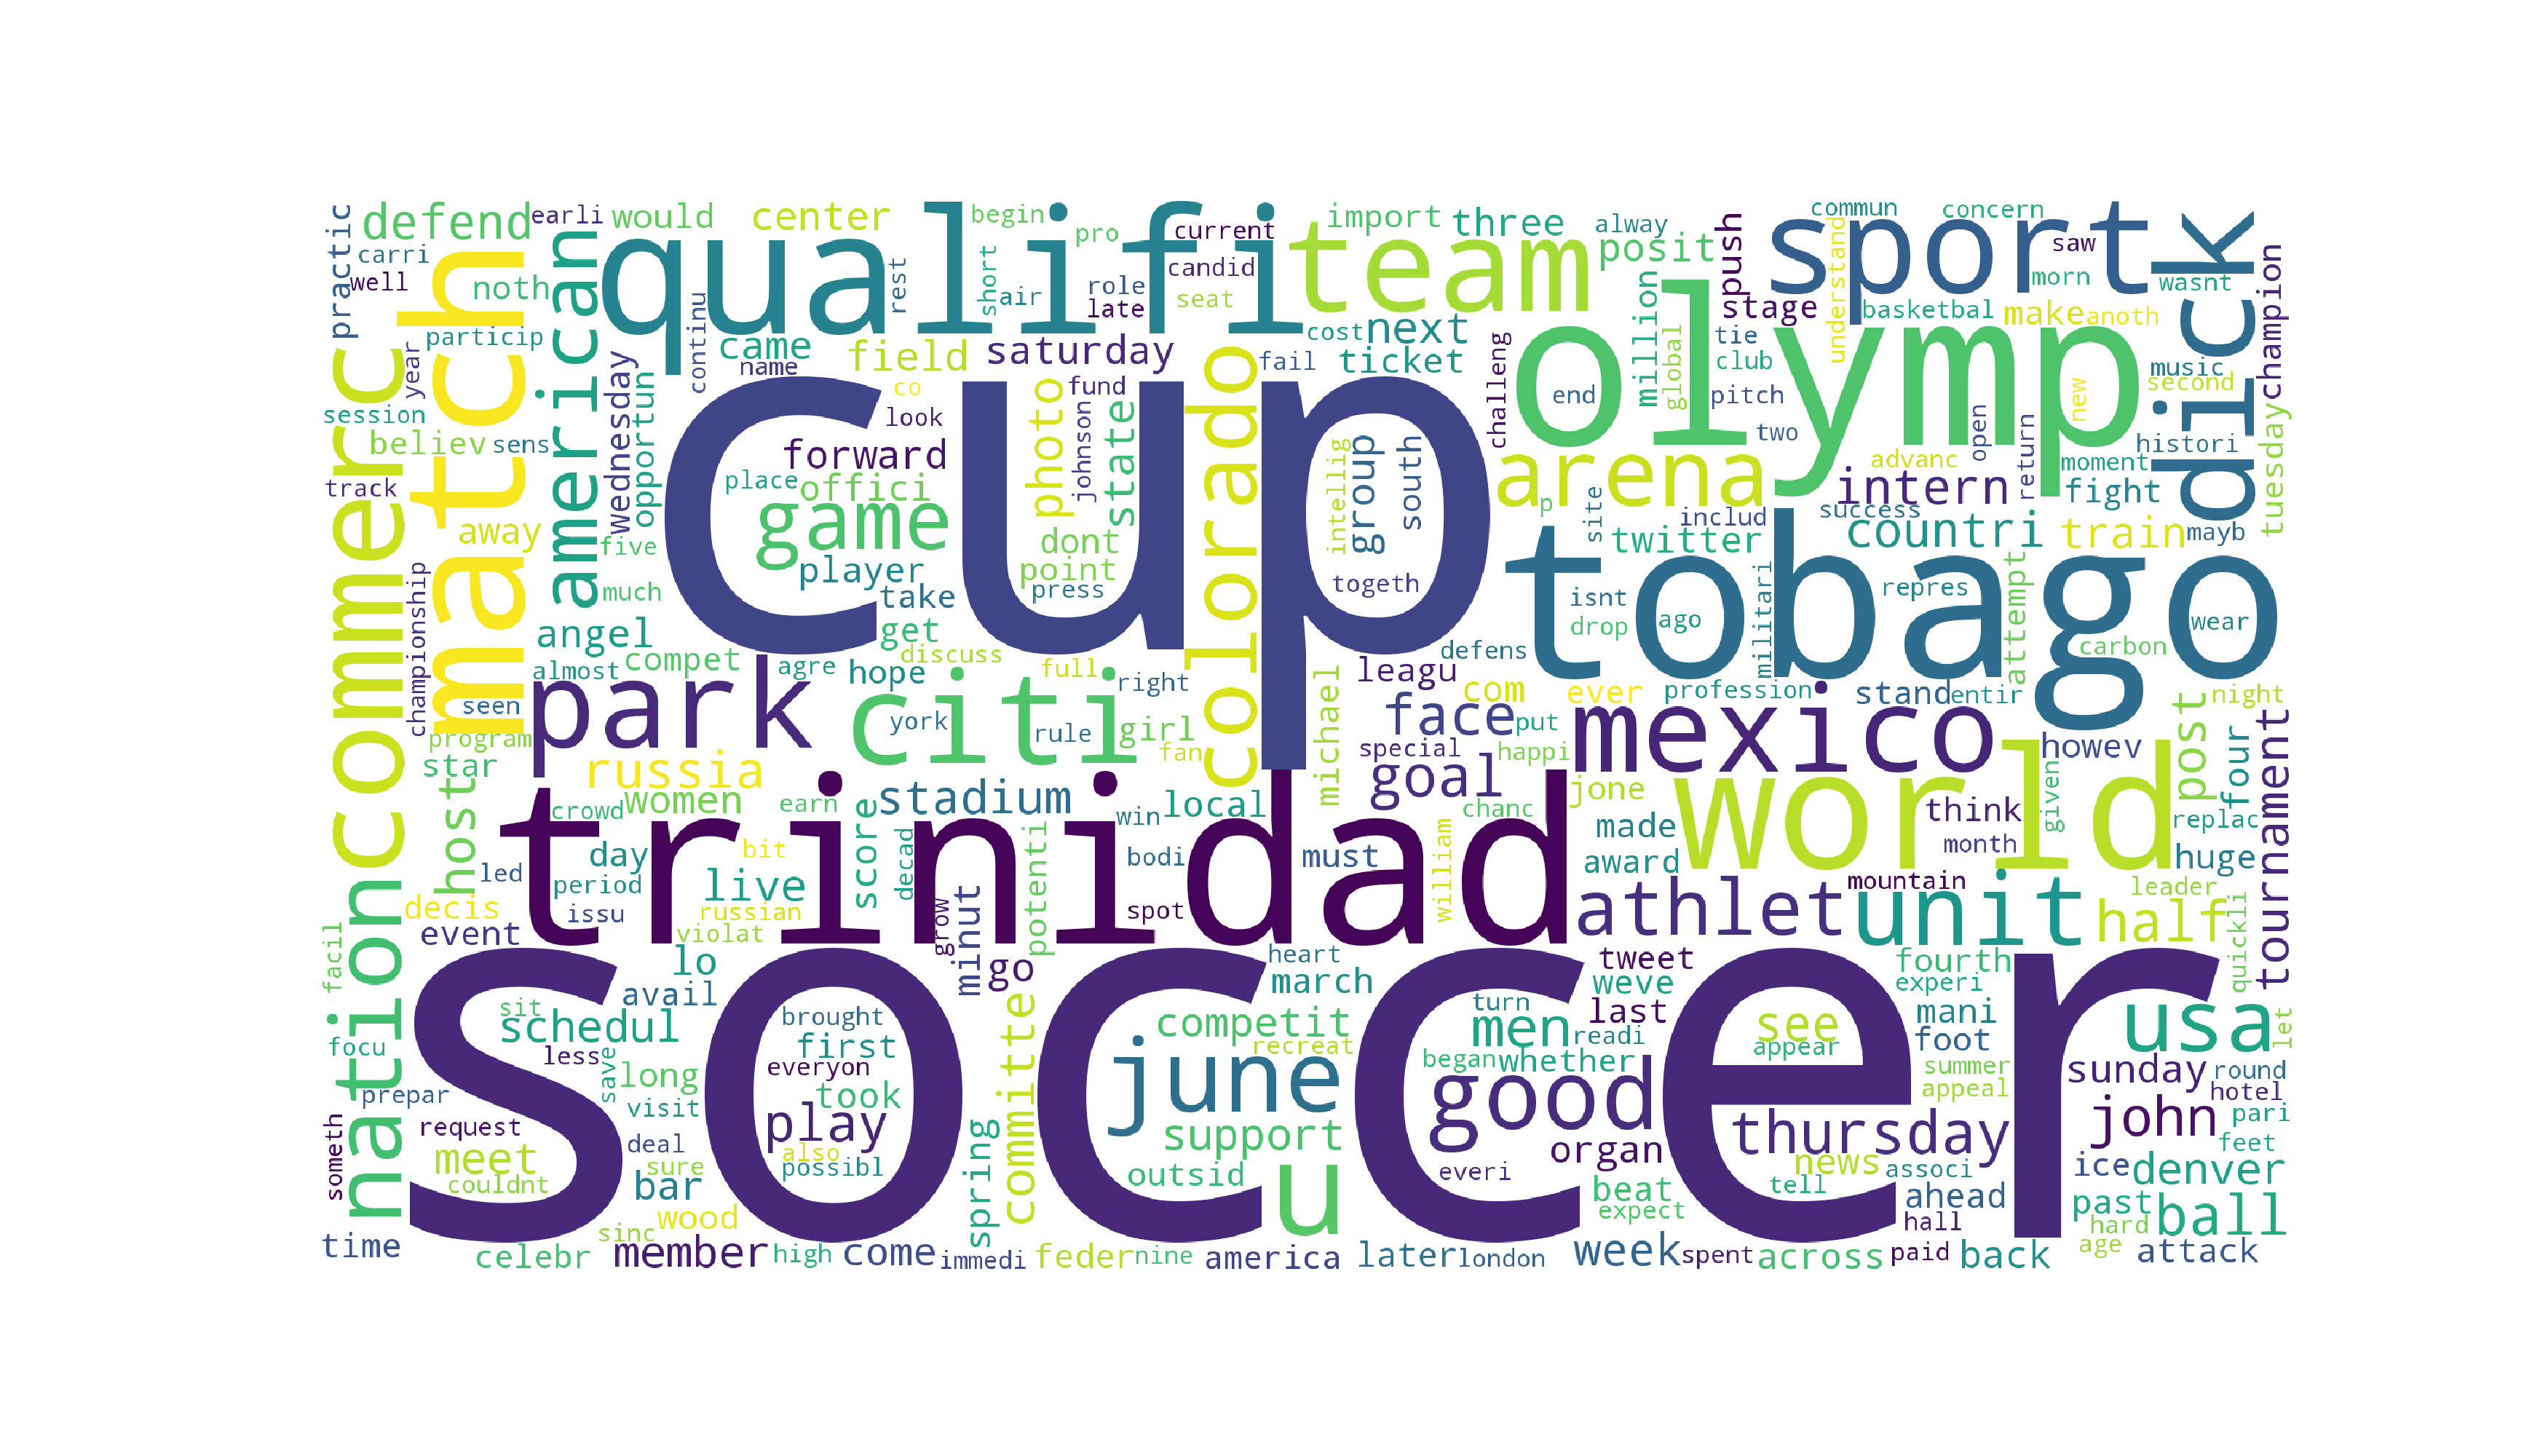 soccer
cup
trinidad
tobago
olymp
world
qualifi
match
commerc
sport
dick
team
mexico
park
citi
colorado
nation
american
arena
game
unit
usa
june
good
u
athlet
thursday
face
goal
half
john
ball
play
men
see
russia
stadium
live
host
post
tournament
defend
practic
earli
would
center
begin
pro
current
import
three
alway
posit
push
commun
concern
saw
carri
well
noth
particip
year
continu
rest
short
air
candid
role
late
seat
cost
next
ticket
million
global
stage
understand
basketbal
morn
wasnt
make
anoth
champion
came
name
field
saturday
fail
fund
co
look
photo
johnson
state
challeng
end
tie
club
pitch
two
new
music
second
histori
tuesday
session
believ
sens
track
away
wednesday
opportun
five
much
forward
place
offici
player
take
get
discuss
dont
point
press
intellig
group
south
togeth
p
site
includ
twitter
intern
advanc
open
return
moment
fight
success
countri
train
mayb
isnt
drop
ago
militari
repres
attempt
wear
carbon
championship
angel
almost
compet
agre
hope
full
right
michael
leagu
defens
com
ever
profession
stand
entir
night
seen
program
star
york
rule
girl
fan
special
put
happi
howev
four
given
women
crowd
earn
score
decad
win
local
bodi
chanc
jone
made
award
think
month
replac
huge
led
day
period
bit
issu
russian
violat
decis
event
facil
grow
minut
potenti
spot
must
william
mountain
leader
quickli
lo
avail
go
heart
march
tweet
weve
last
fourth
experi
mani
foot
sit
schedul
less
save
long
visit
brought
first
everyon
took
committe
competit
recreat
turn
readi
began
whether
appear
summer
appeal
let
sunday
round
hotel
focu
prepar
someth
request
meet
couldnt
deal
sure
bar
also
possibl
spring
support
outsid
everi
organ
beat
expect
news
tell
associ
ahead
hall
ice
denver
pari
feet
past
hard
age
attack
time
celebr
sinc
wood
member
high
come
immedi
feder
nine
america
later
london
week
spent
across
paid
back